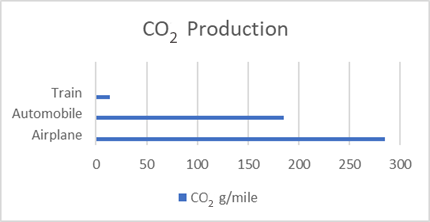 CO2 Production
Train
Automobile
Airplane
0 50 100 150 200 250 300
CO2 g/mile